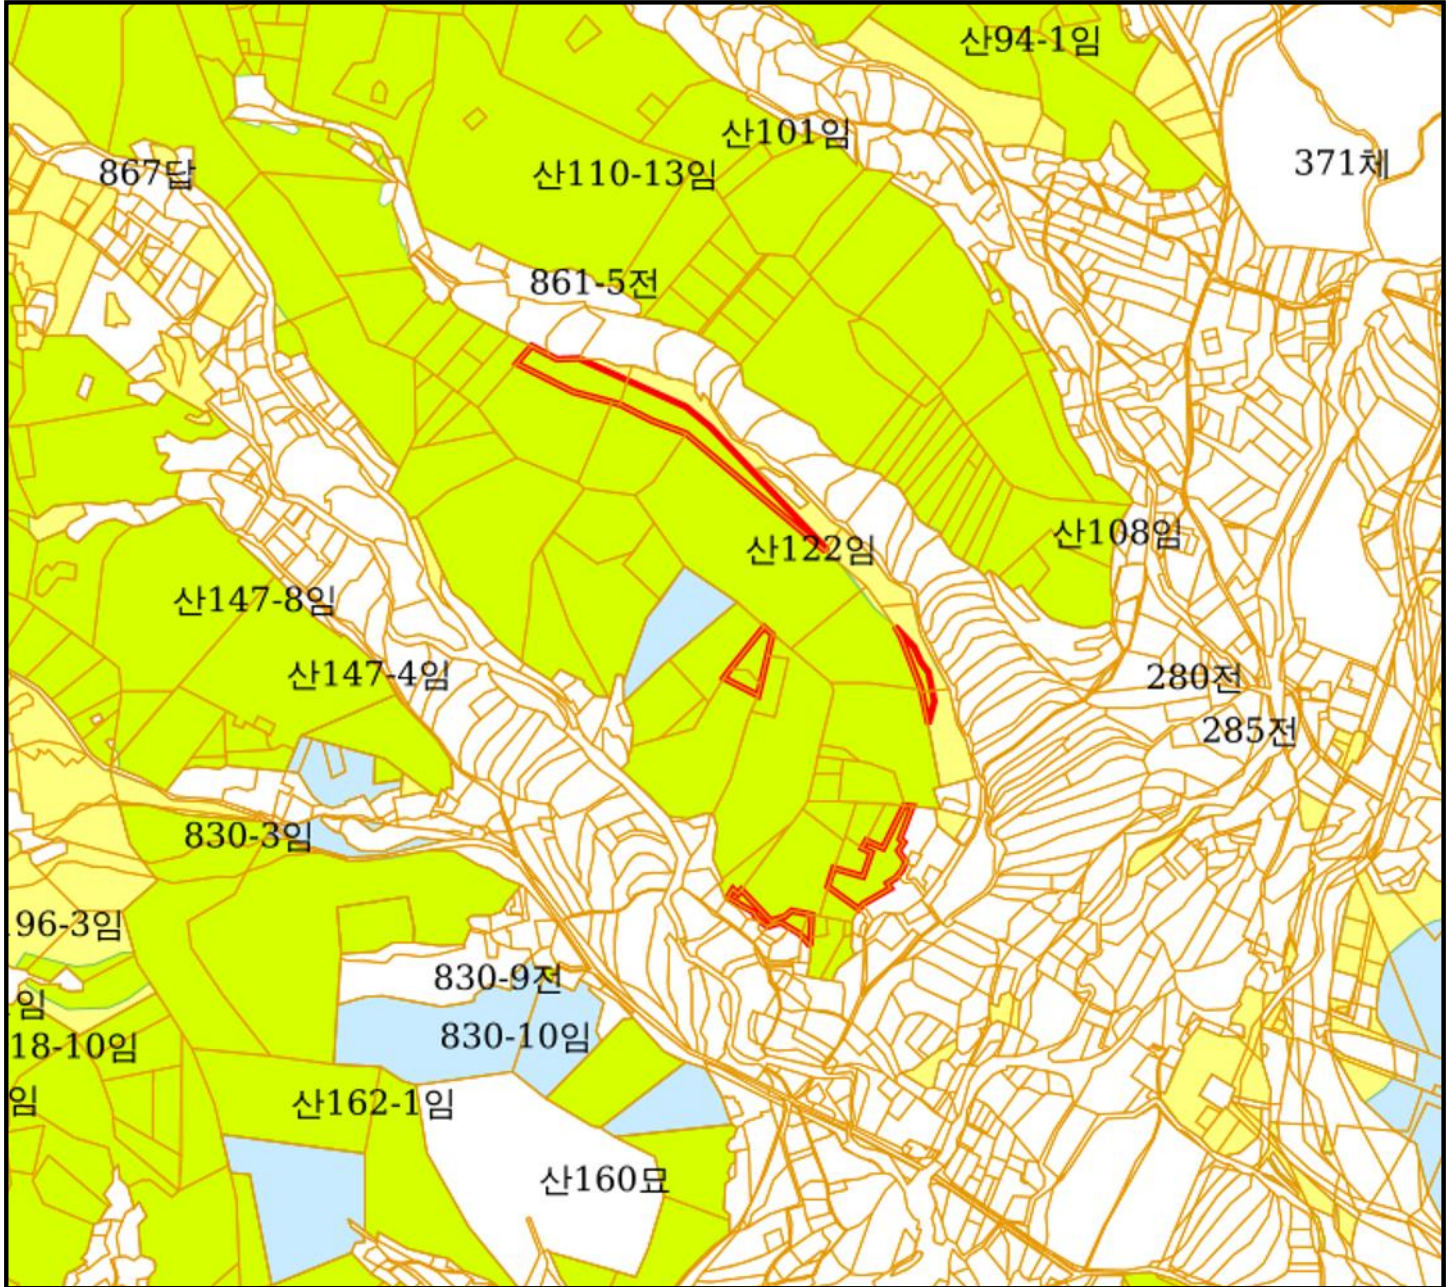 산94-1임
산101임
371체
867답
산110-13임
861-5전
산108임
산122임
산147-8임
산147-4임
280전
285전
830-3임
96-3임
830-9전
임
830-10임
18-10임
임
산162-1임
산160묘